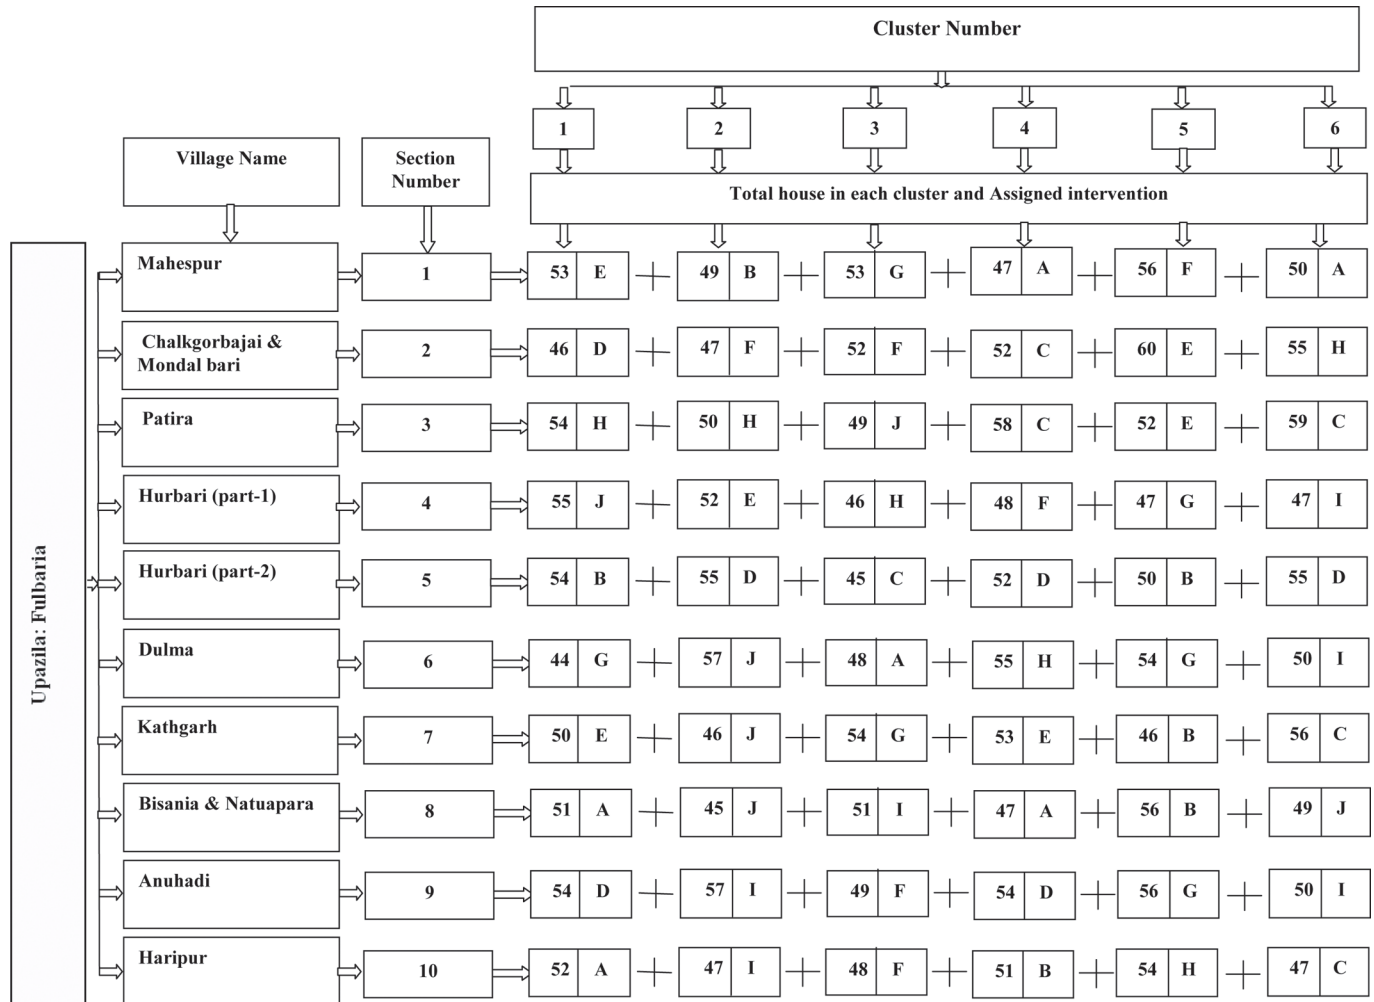 Cluster Number
1 2 3 4 5 6
Village Name
Section
Number
Total house in each cluster and Assigned intervention
Upazila: Fulbaria
Mahespur 1 53 E 49 B 53 G 47 A 56 F 50 A
Chalkgorbajai &
Mondal bari 2 46 D 47 F 52 F 52 C 60 E 55 H
Patira 3 54 H 50 H 49 J 58 C 52 E 59 C
Hurbari (part-1) 4 55 J 52 E 46 H 48 F 47 G 47 I
Hurbari (part-2) 5 54 B 55 D 45 C 52 D 50 B 55 D
Dulma 6 44 G 57 J 48 A 55 H 54 G 50 I
Kathgarh 7 50 E 46 J 54 G 53 E 46 B 56 C
Bisania & Natuapara 8 51 A 45 J 51 I 47 A 56 B 49 J
Anuhadi 9 54 D 57 I 49 F 54 D 56 G 50 I
Haripur 10 52 A 47 I 48 F 51 B 54 H 47 C